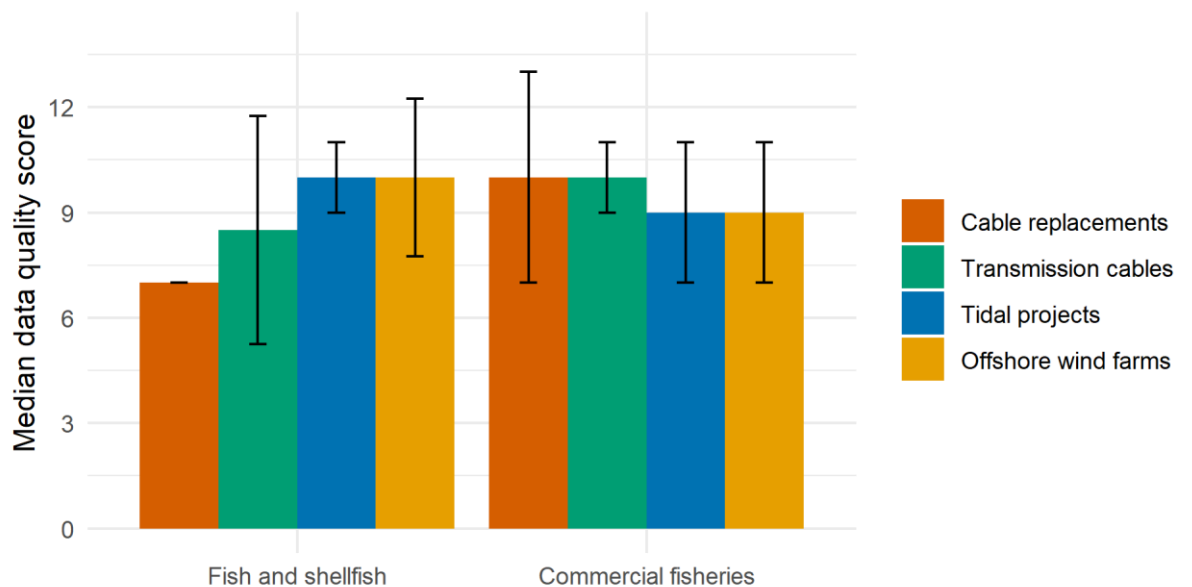 Median data quality score
12
9
6
3
0
Fish and shellfish
Commercial fisheries
Cable replacements
Transmission cables
Tidal projects
Offshore wind farms